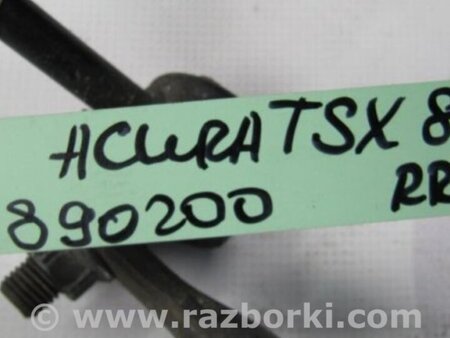 ACURA TSX 8
890200 RR
© www.razborki.com